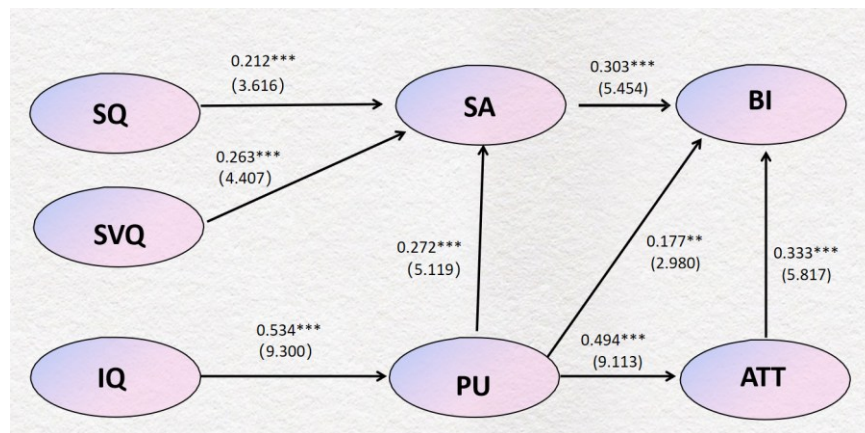 0.212***
(3.616)
0.303***
(5.454)
SQ
SA
BI
0.263***
(4.407)
SVQ
0.272***
(5.119)
0.177**
(2.980)
0.333***
(5.817)
0.534***
(9.300)
0.494***
(9.113)
IQ
PU
ATT